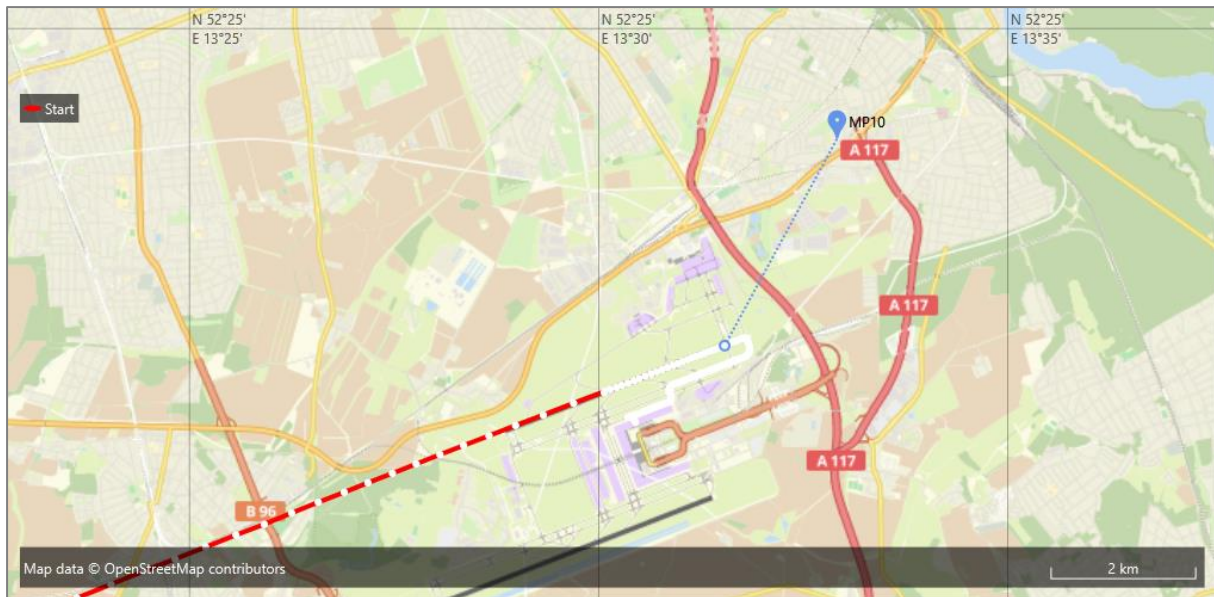 N 52°25'
E 13°25'
N 52°25'
E 13°30'
N 52°25'
E 13°35'
Start
MP10
A 117
A 117
A 117
B 96
Map data © OpenStreetMap contributors
2 km